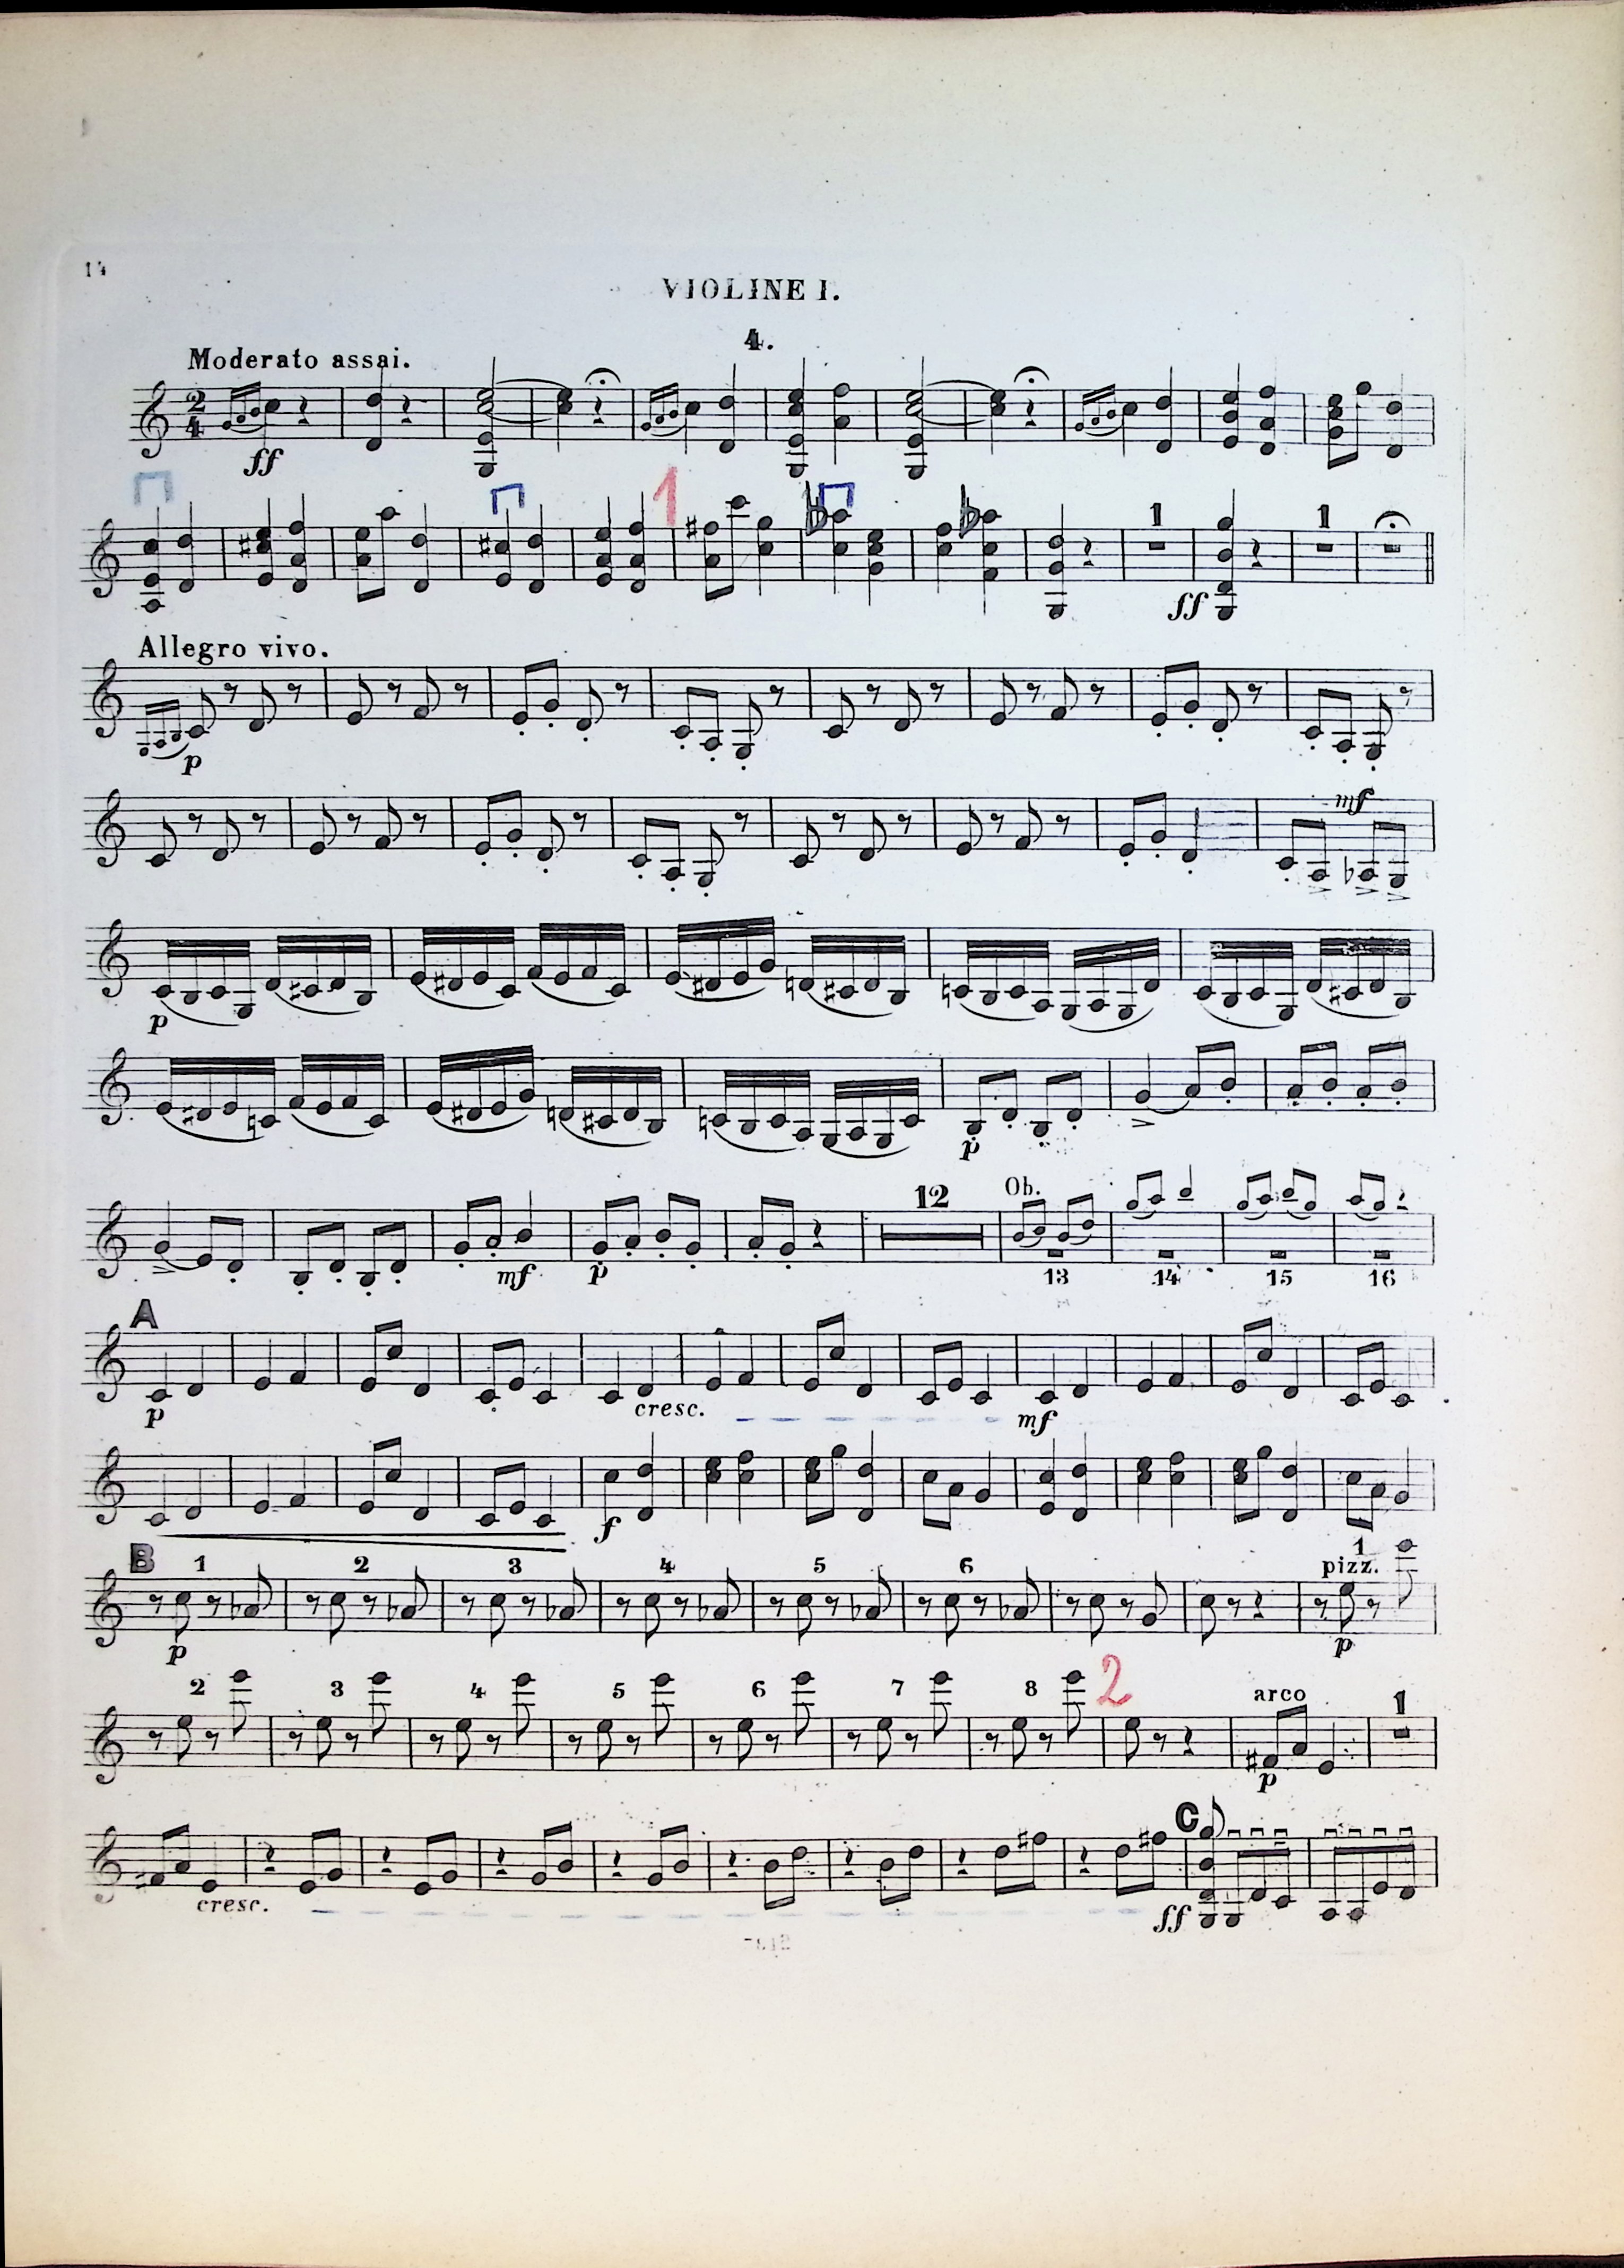 14
VIOLINE I.
4.
Moderato assai.
2
4
ff
1
1 1
ff
Allegro vivo.
p
mf
p
p
12 Ob.
mf p 13 14 15 16
A
p cresc. mf
f
B 1 2 3 4 5 6 pizz. 1
p p
2 3 4 5 6 7 8 2 arco 1
p
C
cresc. ff